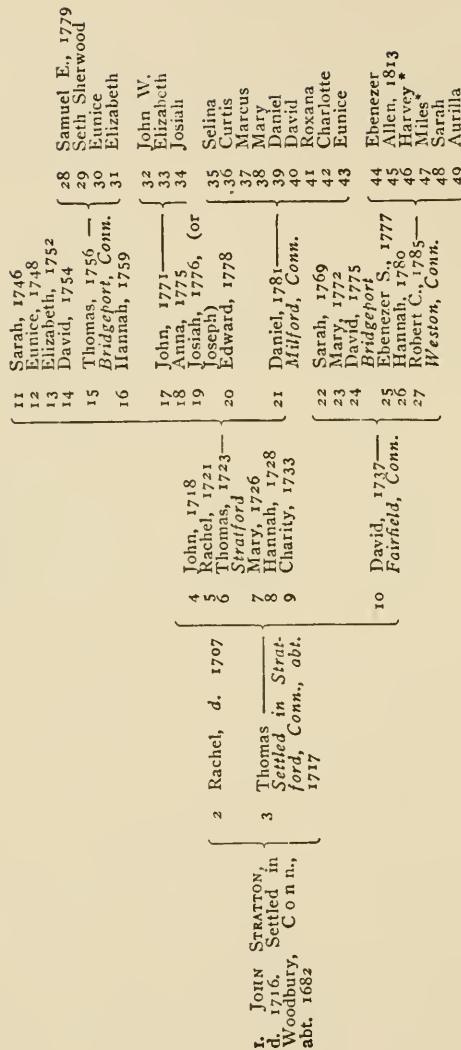 1. JOHN STRATTON,
d. 1716. Settled in
Woodbury, Conn.,
abt. 1682
2 Rachel, d. 1707
3 Thomas
Settled in Strat-
ford, Conn., abt.
1717
4 John, 1718
5 Rachel, 1721
6 Thomas, 1723—
Stratford
7 Mary, 1726
8 Hannah, 1728
9 Charity, 1733
10 David, 1737—
Fairfield, Conn.
11 Sarah, 1746
12 Eunice, 1748
13 Elizabeth, 1752
14 David, 1754
15 Thomas, 1756 —
Bridgeport, Conn.
16 Hannah, 1759
17 John, 1771—
18 Anna, 1775
19 Josiah, 1776, (or
Joseph)
20 Edward, 1778
21 Daniel, 1781—
Milford, Conn.
22 Sarah, 1769
23 Mary, 1772
24 David, 1775
Bridgeport
25 Ebenezer S., 1777
26 Hannah, 1780
27 Robert C., 1785—
Weston, Conn.
28 Samuel E., 1779
29 Seth Sherwood
30 Eunice
31 Elizabeth
32 John W.
33 Elizabeth
34 Josiah
35 Selina
36 Curtis
37 Marcus
38 Mary
39 Daniel
40 David
41 Roxana
42 Charlotte
43 Eunice
44 Ebenezer
45 Allen, 1813
46 Harvey*
47 Miles*
48 Sarah
49 Aurilla